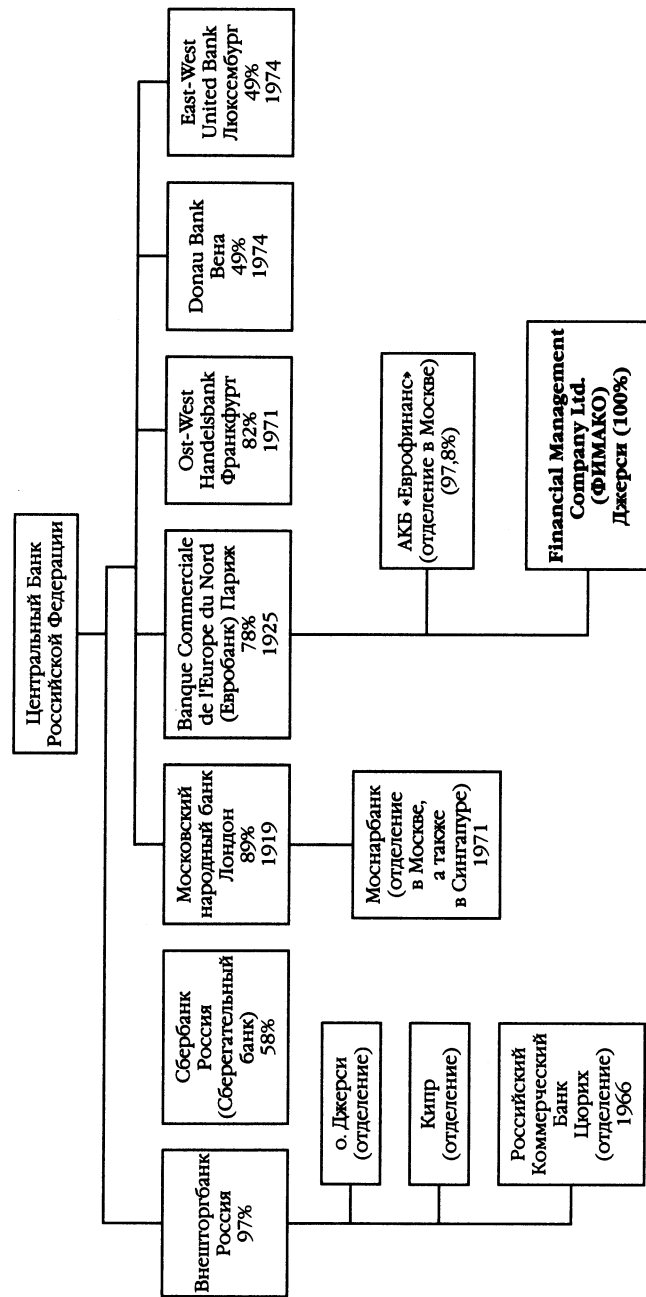 Центральный Банк
Российской Федерации
Внешторгбанк
Россия
97%
Сбербанк
Россия
(Сберегательный
банк)
58%
Московский
народный банк
Лондон
89%
1919
Banque Commerciale
de l'Europe du Nord
(Евробанк) Париж
78%
1925
Ost-West
Handelsbank
Франкфурт
82%
1971
Donau Bank
Вена
49%
1974
East-West
United Bank
Люксембург
49%
1974
о. Джерси
(отделение)
Кипр
(отделение)
Российский
Коммерческий
Банк
Цюрих
(отделение)
1966
Моснарбанк
(отделение
в Москве,
а также
в Сингапуре)
1971
АКБ «Еврофинанс»
(отделение в Москве)
(97,8%)
Financial Management
Company Ltd.
(ФИМАКО)
Джерси (100%)